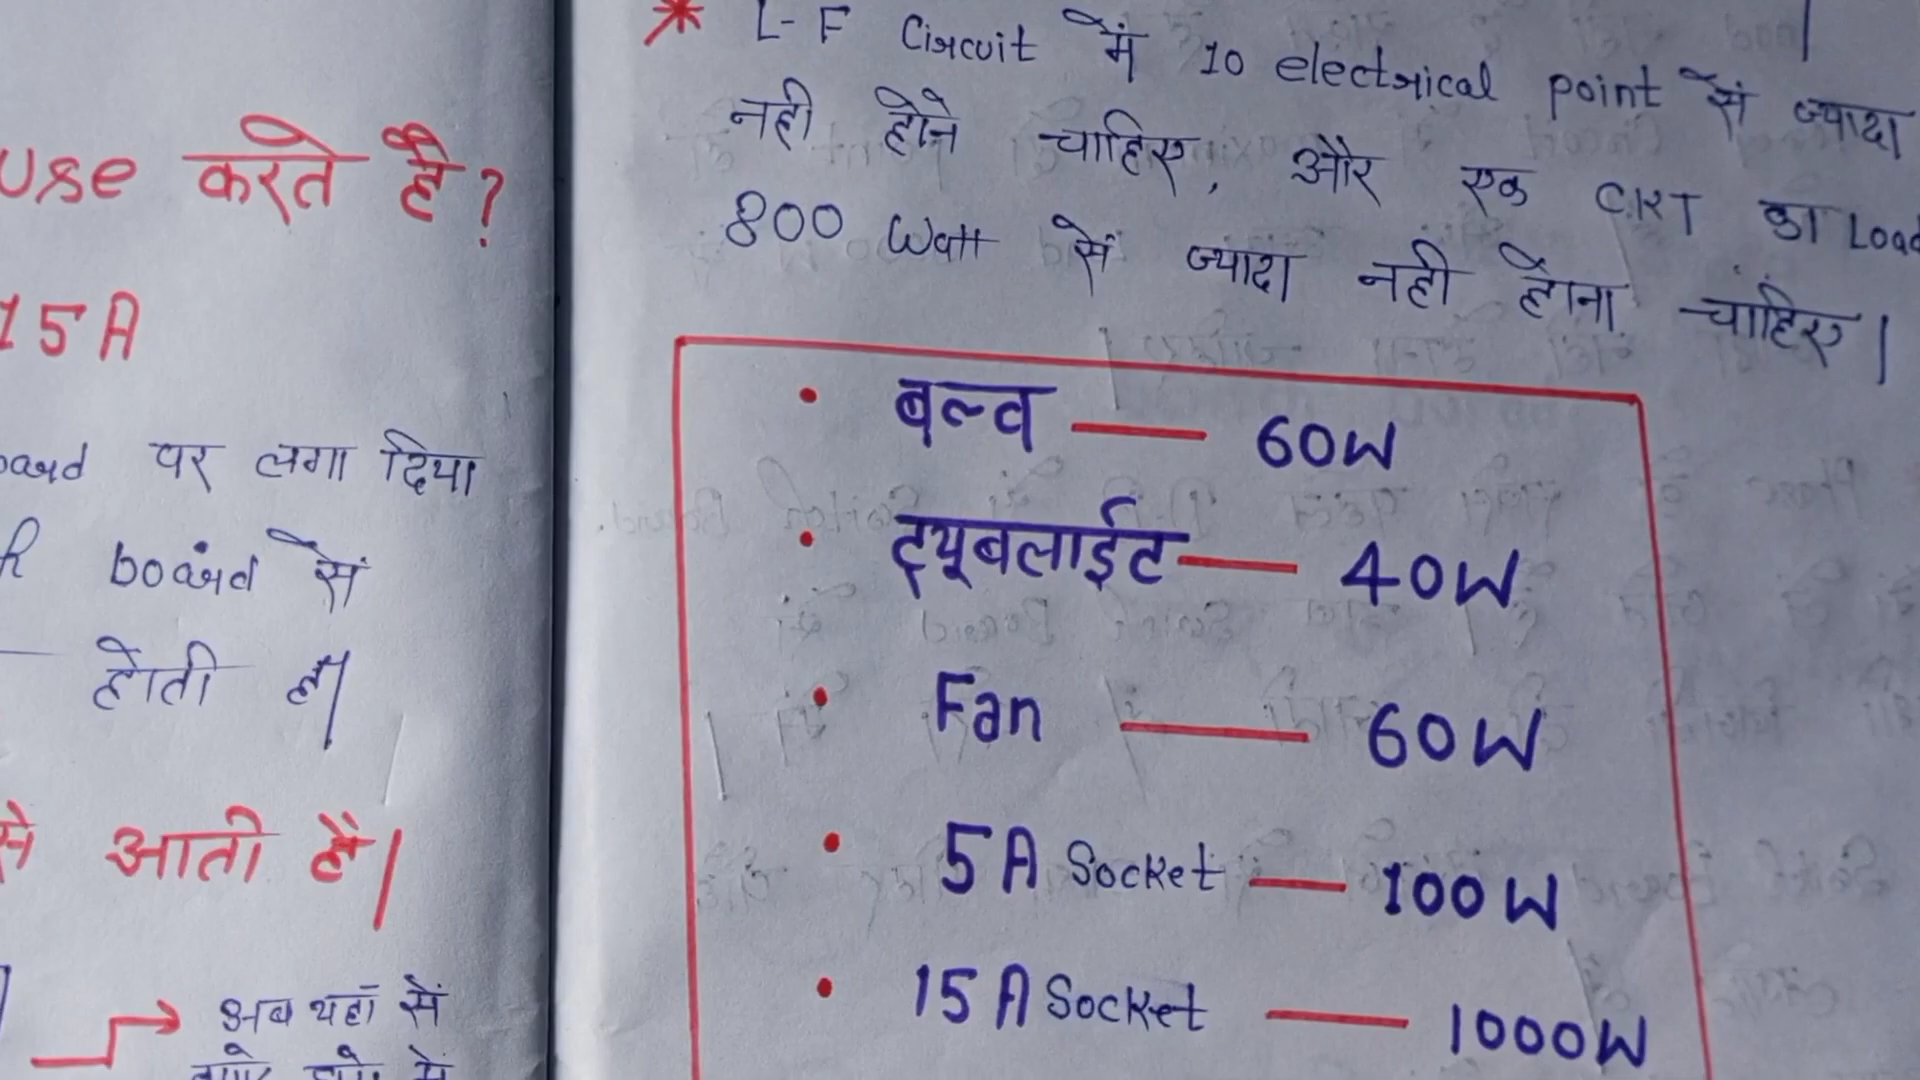 use करते है?
15A
पर लगा दिया
board सें
होती है|
से आती है|
अब यहाँ सें
* L-F Circuit में 10 electrical point सें ज्यादा
नही होने चाहिए, और एक CKT का Load
800 Watt सें ज्यादा नही होना चाहिए|
• बल्व — 60W
• ट्यूबलाईट — 40W
• Fan — 60W
• 5A Socket — 100W
• 15A Socket — 1000W